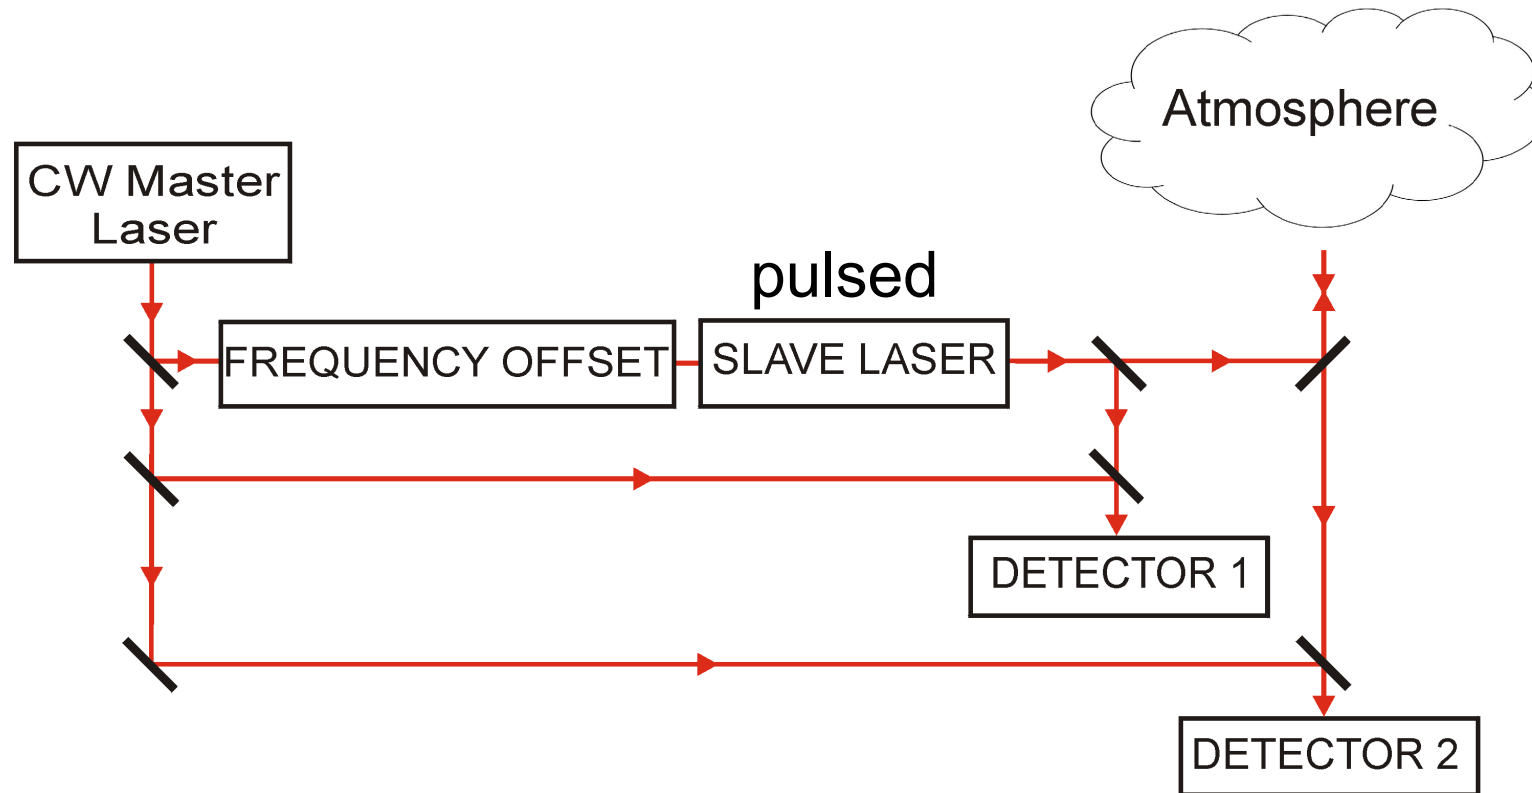 Atmosphere
CW Master
Laser
pulsed
FREQUENCY OFFSET
SLAVE LASER
DETECTOR 1
DETECTOR 2